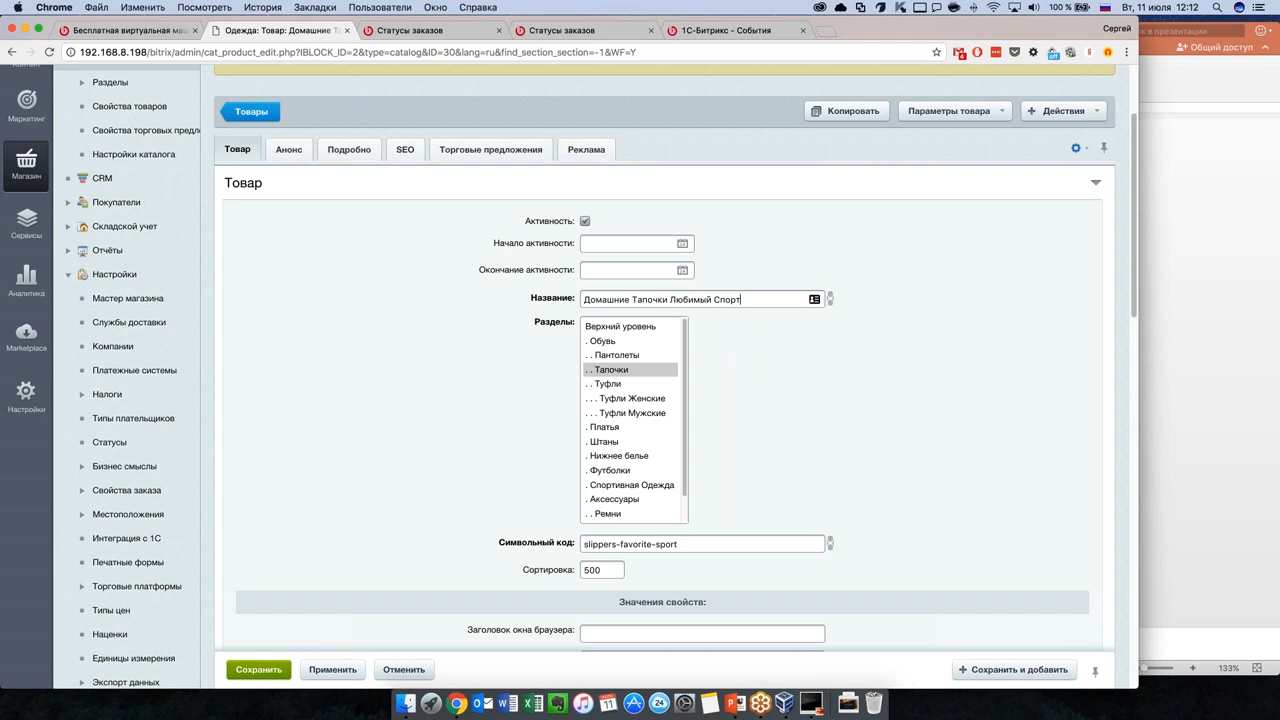 Chrome Файл Изменить Посмотреть История Закладки Пользователи Окно Справка 100 % Вт, 11 июля 12:12
Бесплатная виртуальная маш Одежда: Товар: Домашние Та Статусы заказов Статусы заказов 1С-Битрикс - События Сергей
192.168.8.198/bitrix/admin/cat_product_edit.php?IBLOCK_ID=2&type=catalog&ID=30&lang=ru&find_section_section=-1&WF=Y
Общий доступ
Разделы
Товары Копировать Параметры товара Действия
Маркетинг
Свойства товаров
Свойства торговых предл
Настройки каталога
Товар Анонс Подробно SEO Торговые предложения Реклама
Магазин
CRM
Товар
Покупатели
Складской учет
Активность:
Сервисы
Отчёты
Начало активности:
Настройки
Окончание активности:
Аналитика
Мастер магазина
Название: Домашние Тапочки Любимый Спорт
Службы доставки
Разделы: Верхний уровень
Marketplace
Компании
. Обувь
. . Пантолеты
Платежные системы
. . Тапочки
. . Туфли
Налоги
. . . Туфли Женские
Настройки
Типы плательщиков
. . . Туфли Мужские
. Платья
Статусы
. Штаны
. Нижнее белье
Бизнес смыслы
. Футболки
Свойства заказа
. Спортивная Одежда
. Аксессуары
Местоположения
. . Ремни
Интеграция с 1С
Символьный код: slippers-favorite-sport
Печатные формы
Сортировка: 500
Торговые платформы
Типы цен
Значения свойств:
Наценки
Заголовок окна браузера:
Единицы измерения
Экспорт данных
Сохранить Применить Отменить Сохранить и добавить
133%